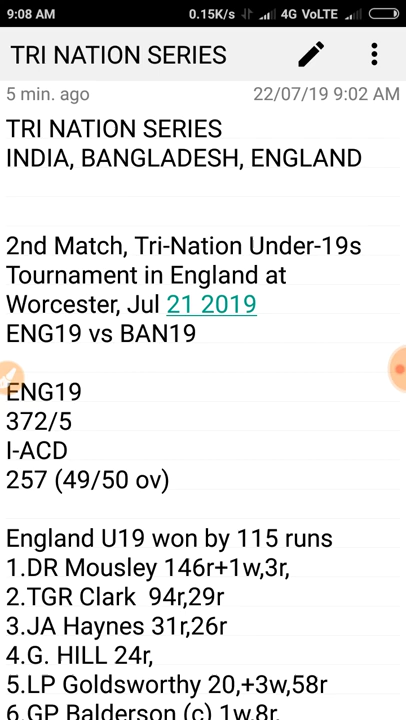 9:08 AM 0.15K/s 4G VoLTE
TRI NATION SERIES
5 min. ago 22/07/19 9:02 AM
TRI NATION SERIES
INDIA, BANGLADESH, ENGLAND
2nd Match, Tri-Nation Under-19s
Tournament in England at
Worcester, Jul 21 2019
ENG19 vs BAN19
ENG19
372/5
I-ACD
257 (49/50 ov)
England U19 won by 115 runs
1.DR Mousley 146r+1w,3r,
2.TGR Clark  94r,29r
3.JA Haynes 31r,26r
4.G. HILL 24r,
5.LP Goldsworthy 20,+3w,58r
6.GP Balderson (c) 1w,8r,